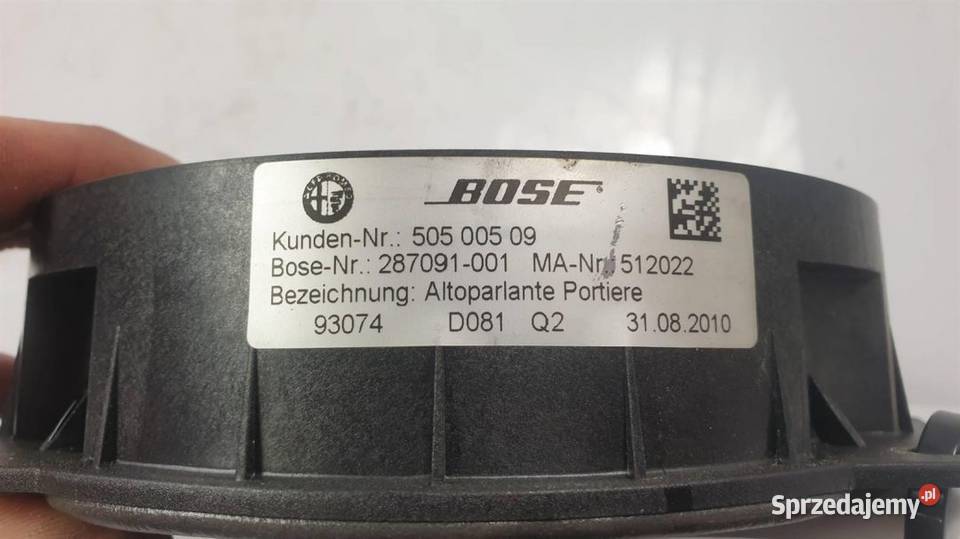 BOSE®
Kunden-Nr.: 505 005 09
Bose-Nr.: 287091-001 MA-Nr. 512022
Bezeichnung: Altoparlante Portiere
93074 D081 Q2 31.08.2010
Sprzedajemy.pl